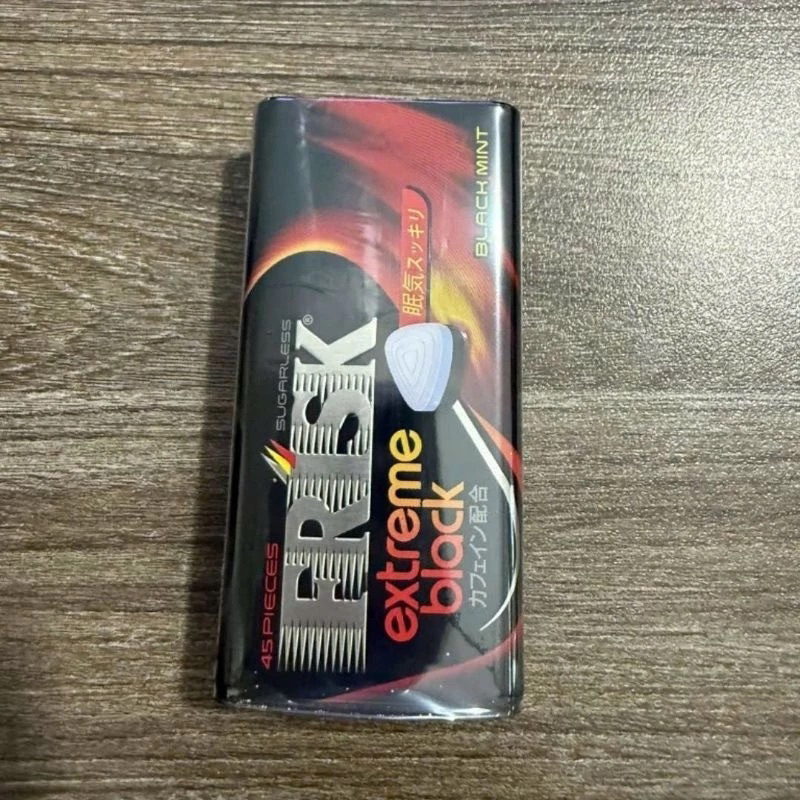 45 PIECES SUGARLESS
FRISK®
extreme
black
カフェイン配合
眠気スッキリ
BLACK MINT